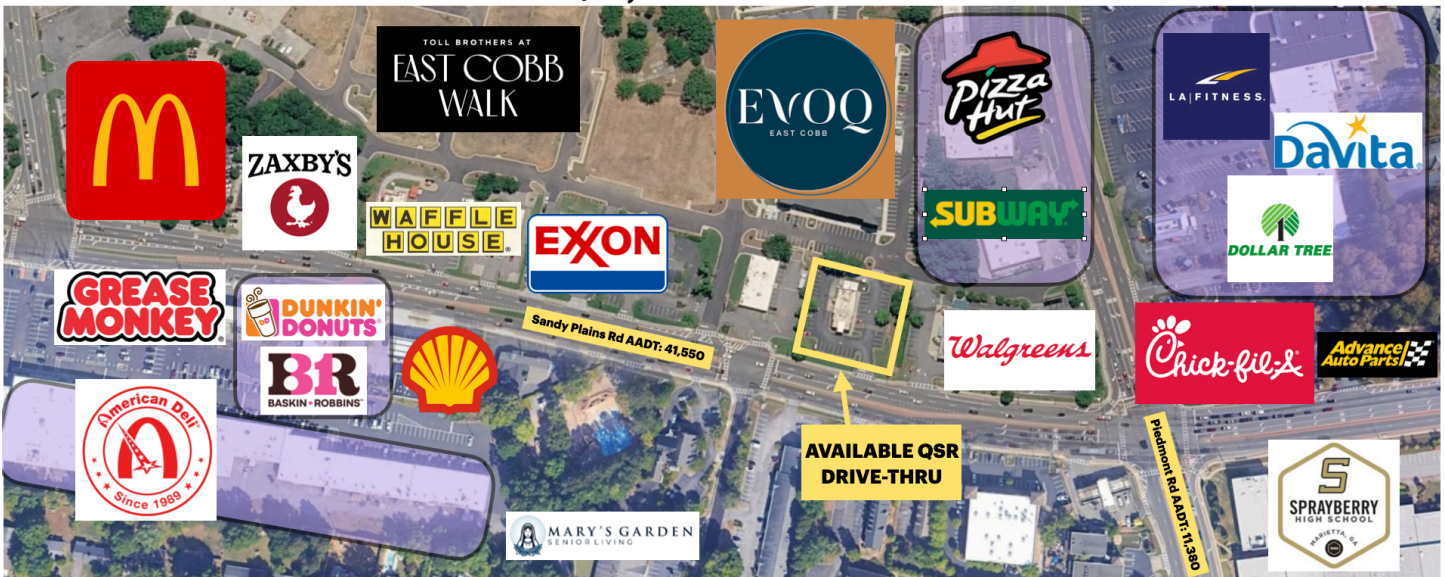 TOLL BROTHERS AT
EAST COBB
WALK
EVOQ
EAST COBB
Pizza
Hut
LA|FITNESS.
DaVita.
ZAXBY'S
WAFFLE
HOUSE
EXXON
SUBWAY
DOLLAR TREE
GREASE
MONKEY
DUNKIN'
DONUTS
BR
BASKIN • ROBBINS
Sandy Plains Rd AADT: 41,550
Walgreens
Chick-fil-A
Advance
Auto Parts
American Deli
Since 1989
AVAILABLE QSR
DRIVE-THRU
Piedmont Rd AADT: 11,380
S
SPRAYBERRY
HIGH SCHOOL
MARIETTA, GA
MARY'S GARDEN
SENIOR LIVING